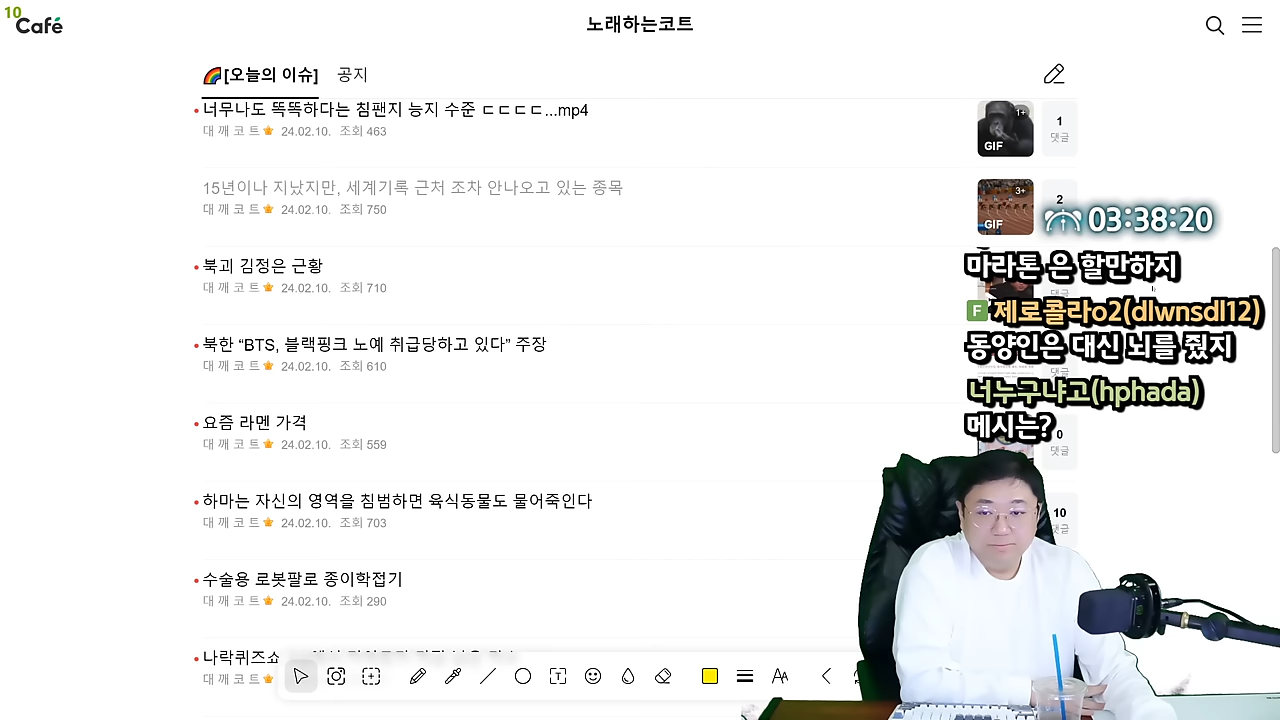 10
Café
노래하는코트
🌈[오늘의 이슈]
공지
너무나도 똑똑하다는 침팬지 능지 수준 ㄷㄷㄷㄷ...mp4
대 깨 코 트 24.02.10. 조회 463
1+
GIF
1
댓글
15년이나 지났지만, 세계기록 근처 조차 안나오고 있는 종목
대 깨 코 트 24.02.10. 조회 750
3+
GIF
2
03:38:20
북괴 김정은 근황
대 깨 코 트 24.02.10. 조회 710
마라톤 은 할만하지
F 제로콜라o2(dlwnsdl12)
동양인은 대신 뇌를 줬지
북한 “BTS, 블랙핑크 노예 취급당하고 있다” 주장
대 깨 코 트 24.02.10. 조회 610
너누구냐고(hphada)
메시는?
요즘 라멘 가격
대 깨 코 트 24.02.10. 조회 559
0
댓글
하마는 자신의 영역을 침범하면 육식동물도 물어죽인다
대 깨 코 트 24.02.10. 조회 703
10
댓글
수술용 로봇팔로 종이학접기
대 깨 코 트 24.02.10. 조회 290
나락퀴즈쇼
대 깨 코 트